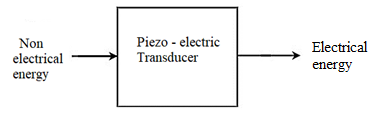 Non
electrical
energy
Piezo - electric
Transducer
Electrical
energy